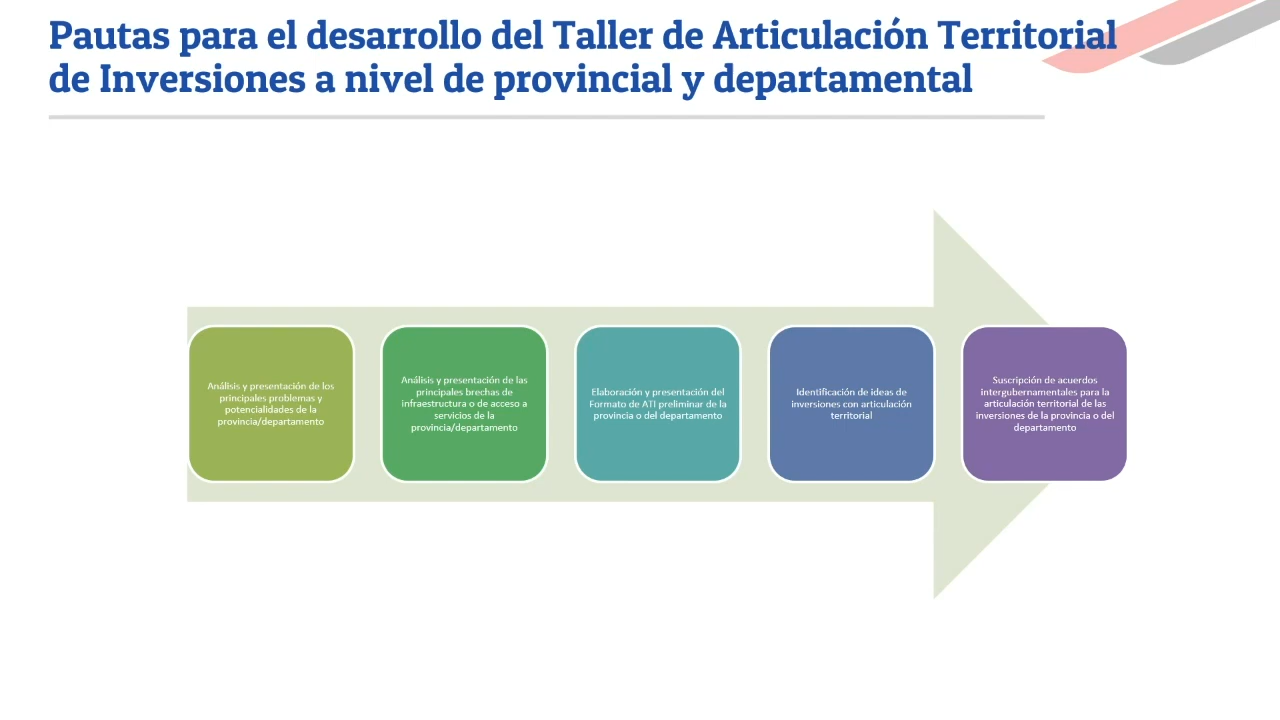 Pautas para el desarrollo del Taller de Articulación Territorial
de Inversiones a nivel de provincial y departamental
Análisis y presentación de los
principales problemas y
potencialidades de la
provincia/departamento
Análisis y presentación de las
principales brechas de
infraestructura o de acceso a
servicios de la
provincia/departamento
Elaboración y presentación del
Formato de ATI preliminar de la
provincia o del departamento
Identificación de ideas de
inversiones con articulación
territorial
Suscripción de acuerdos
intergubernamentales para la
articulación territorial de las
inversiones de la provincia o del
departamento